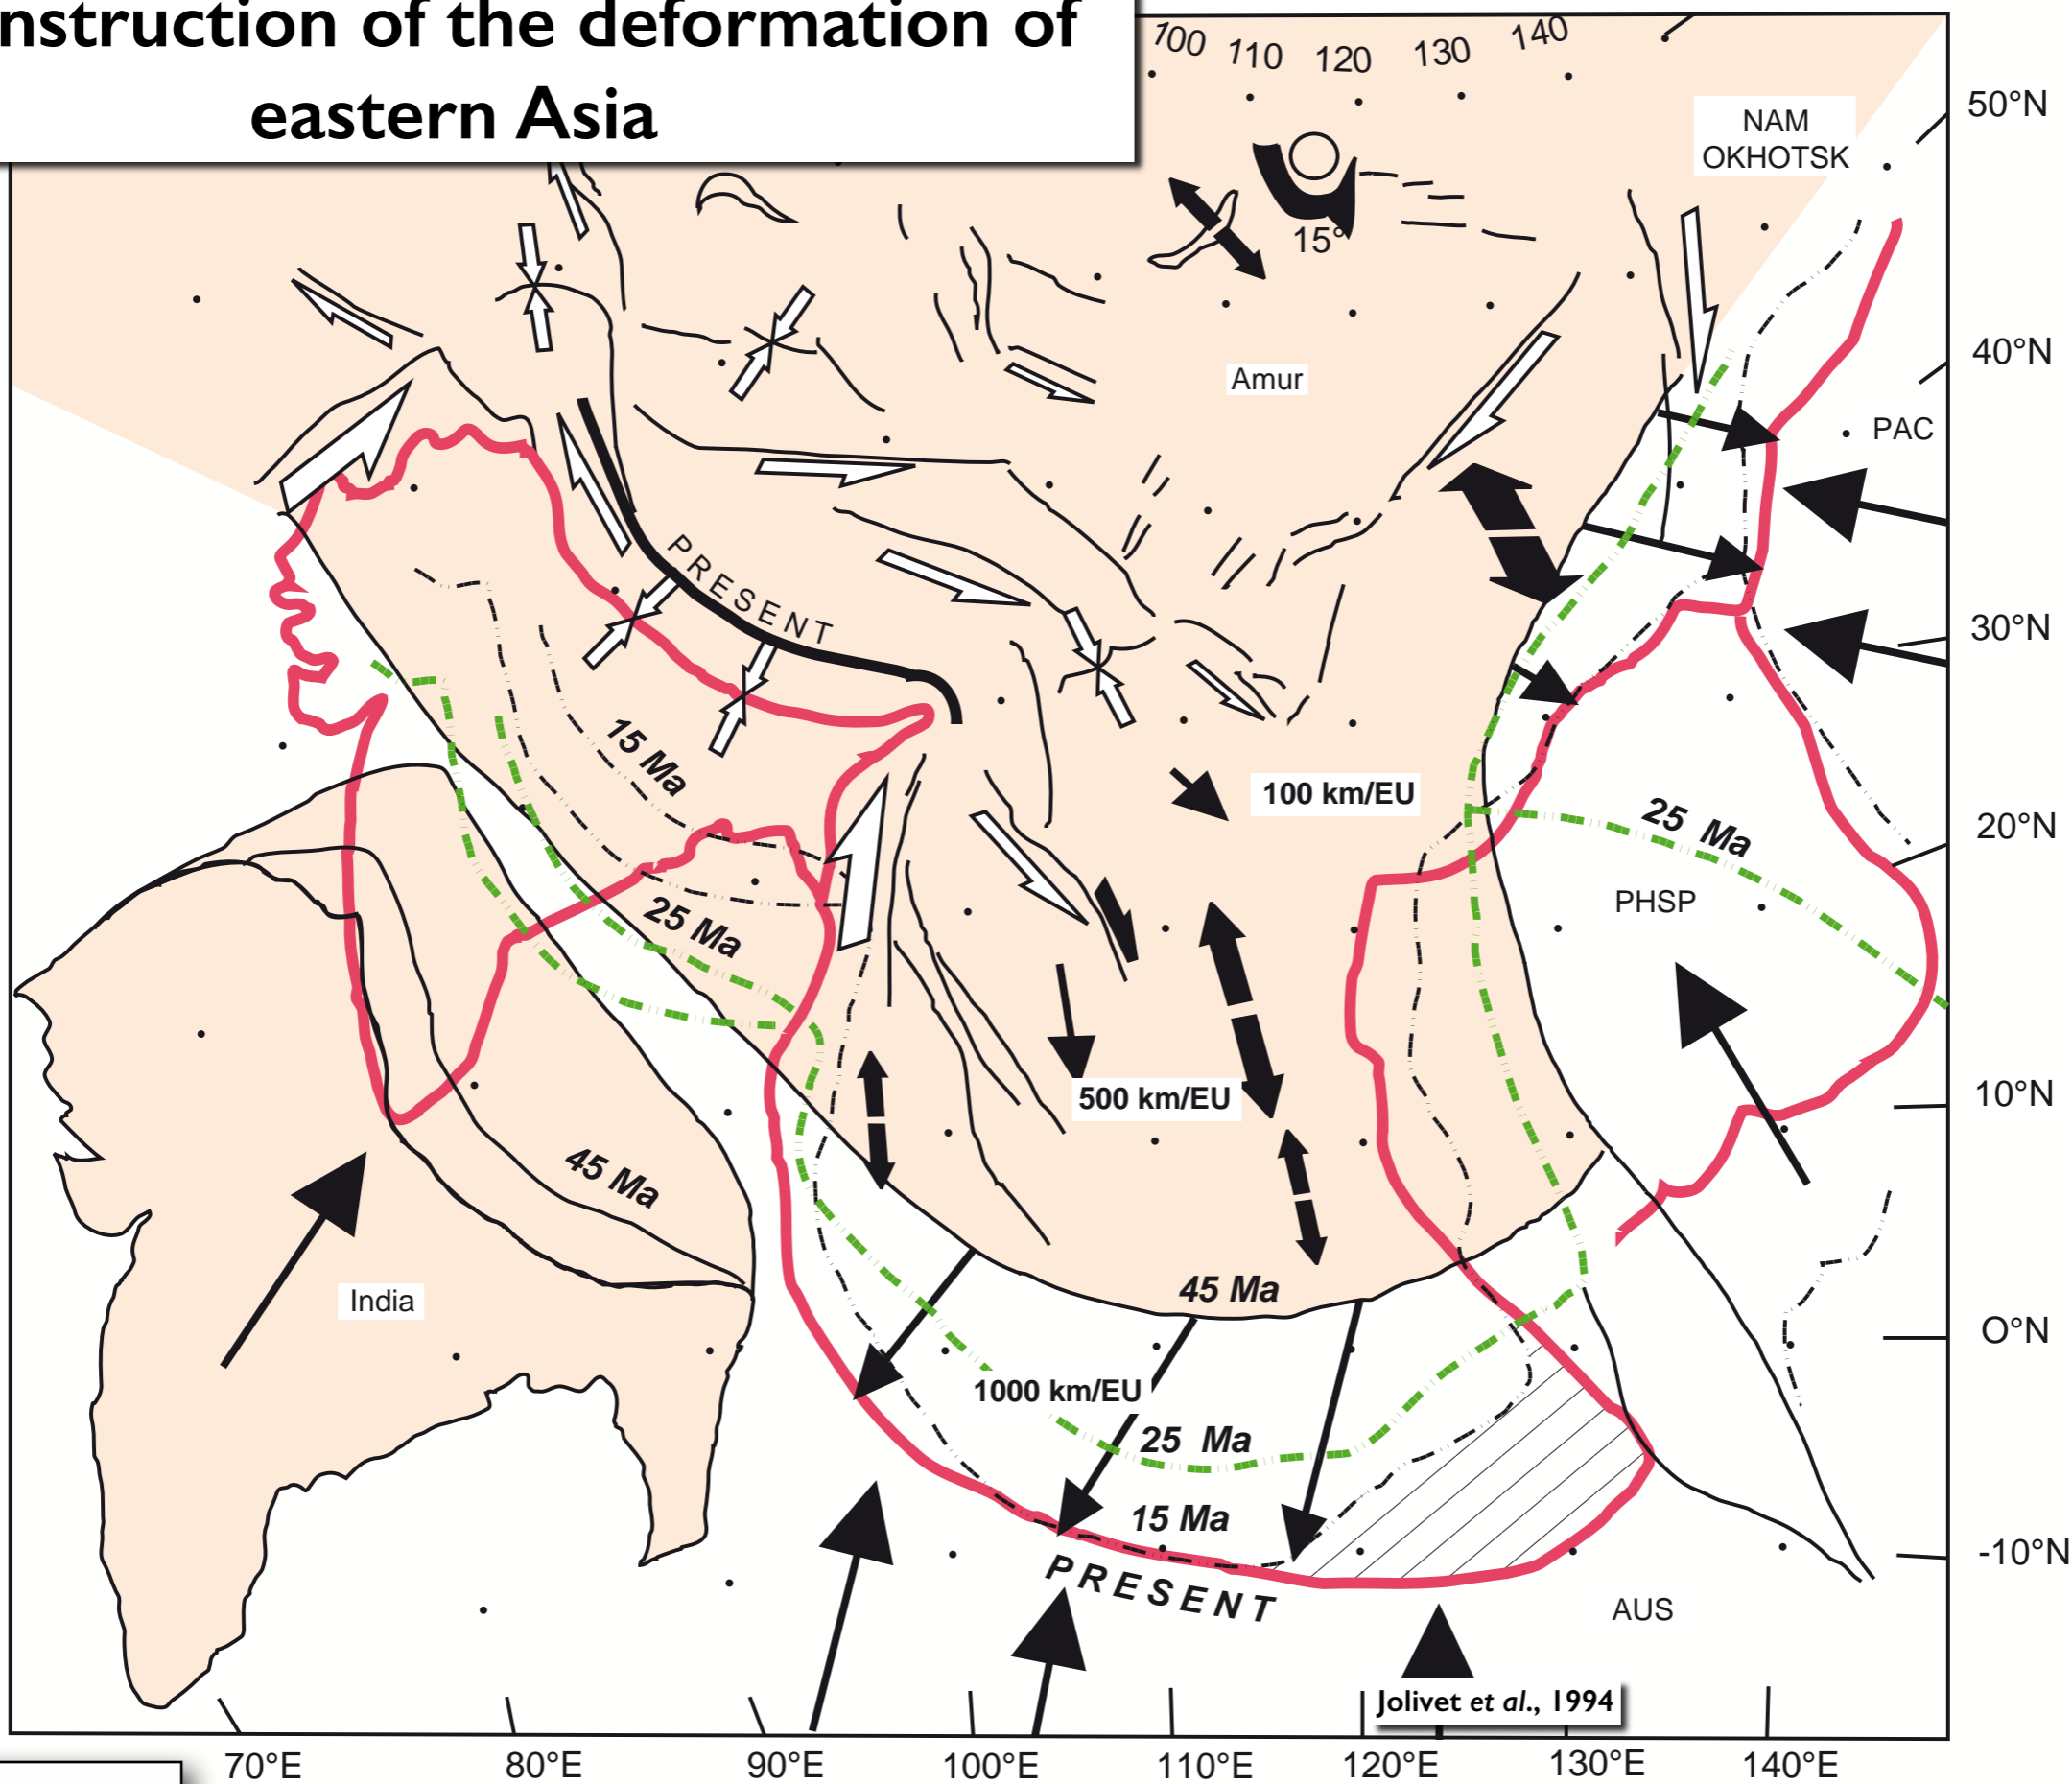 nstruction of the deformation of
eastern Asia
100 110 120 130 140
50°N
NAM
OKHOTSK
15°
40°N
Amur
PAC
PRESENT
30°N
15 Ma
100 km/EU
25 Ma
20°N
PHSP
25 Ma
500 km/EU
10°N
45 Ma
India
45 Ma
O°N
1000 km/EU
25 Ma
15 Ma
-10°N
PRESENT
AUS
Jolivet et al., 1994
70°E 80°E 90°E 100°E 110°E 120°E 130°E 140°E